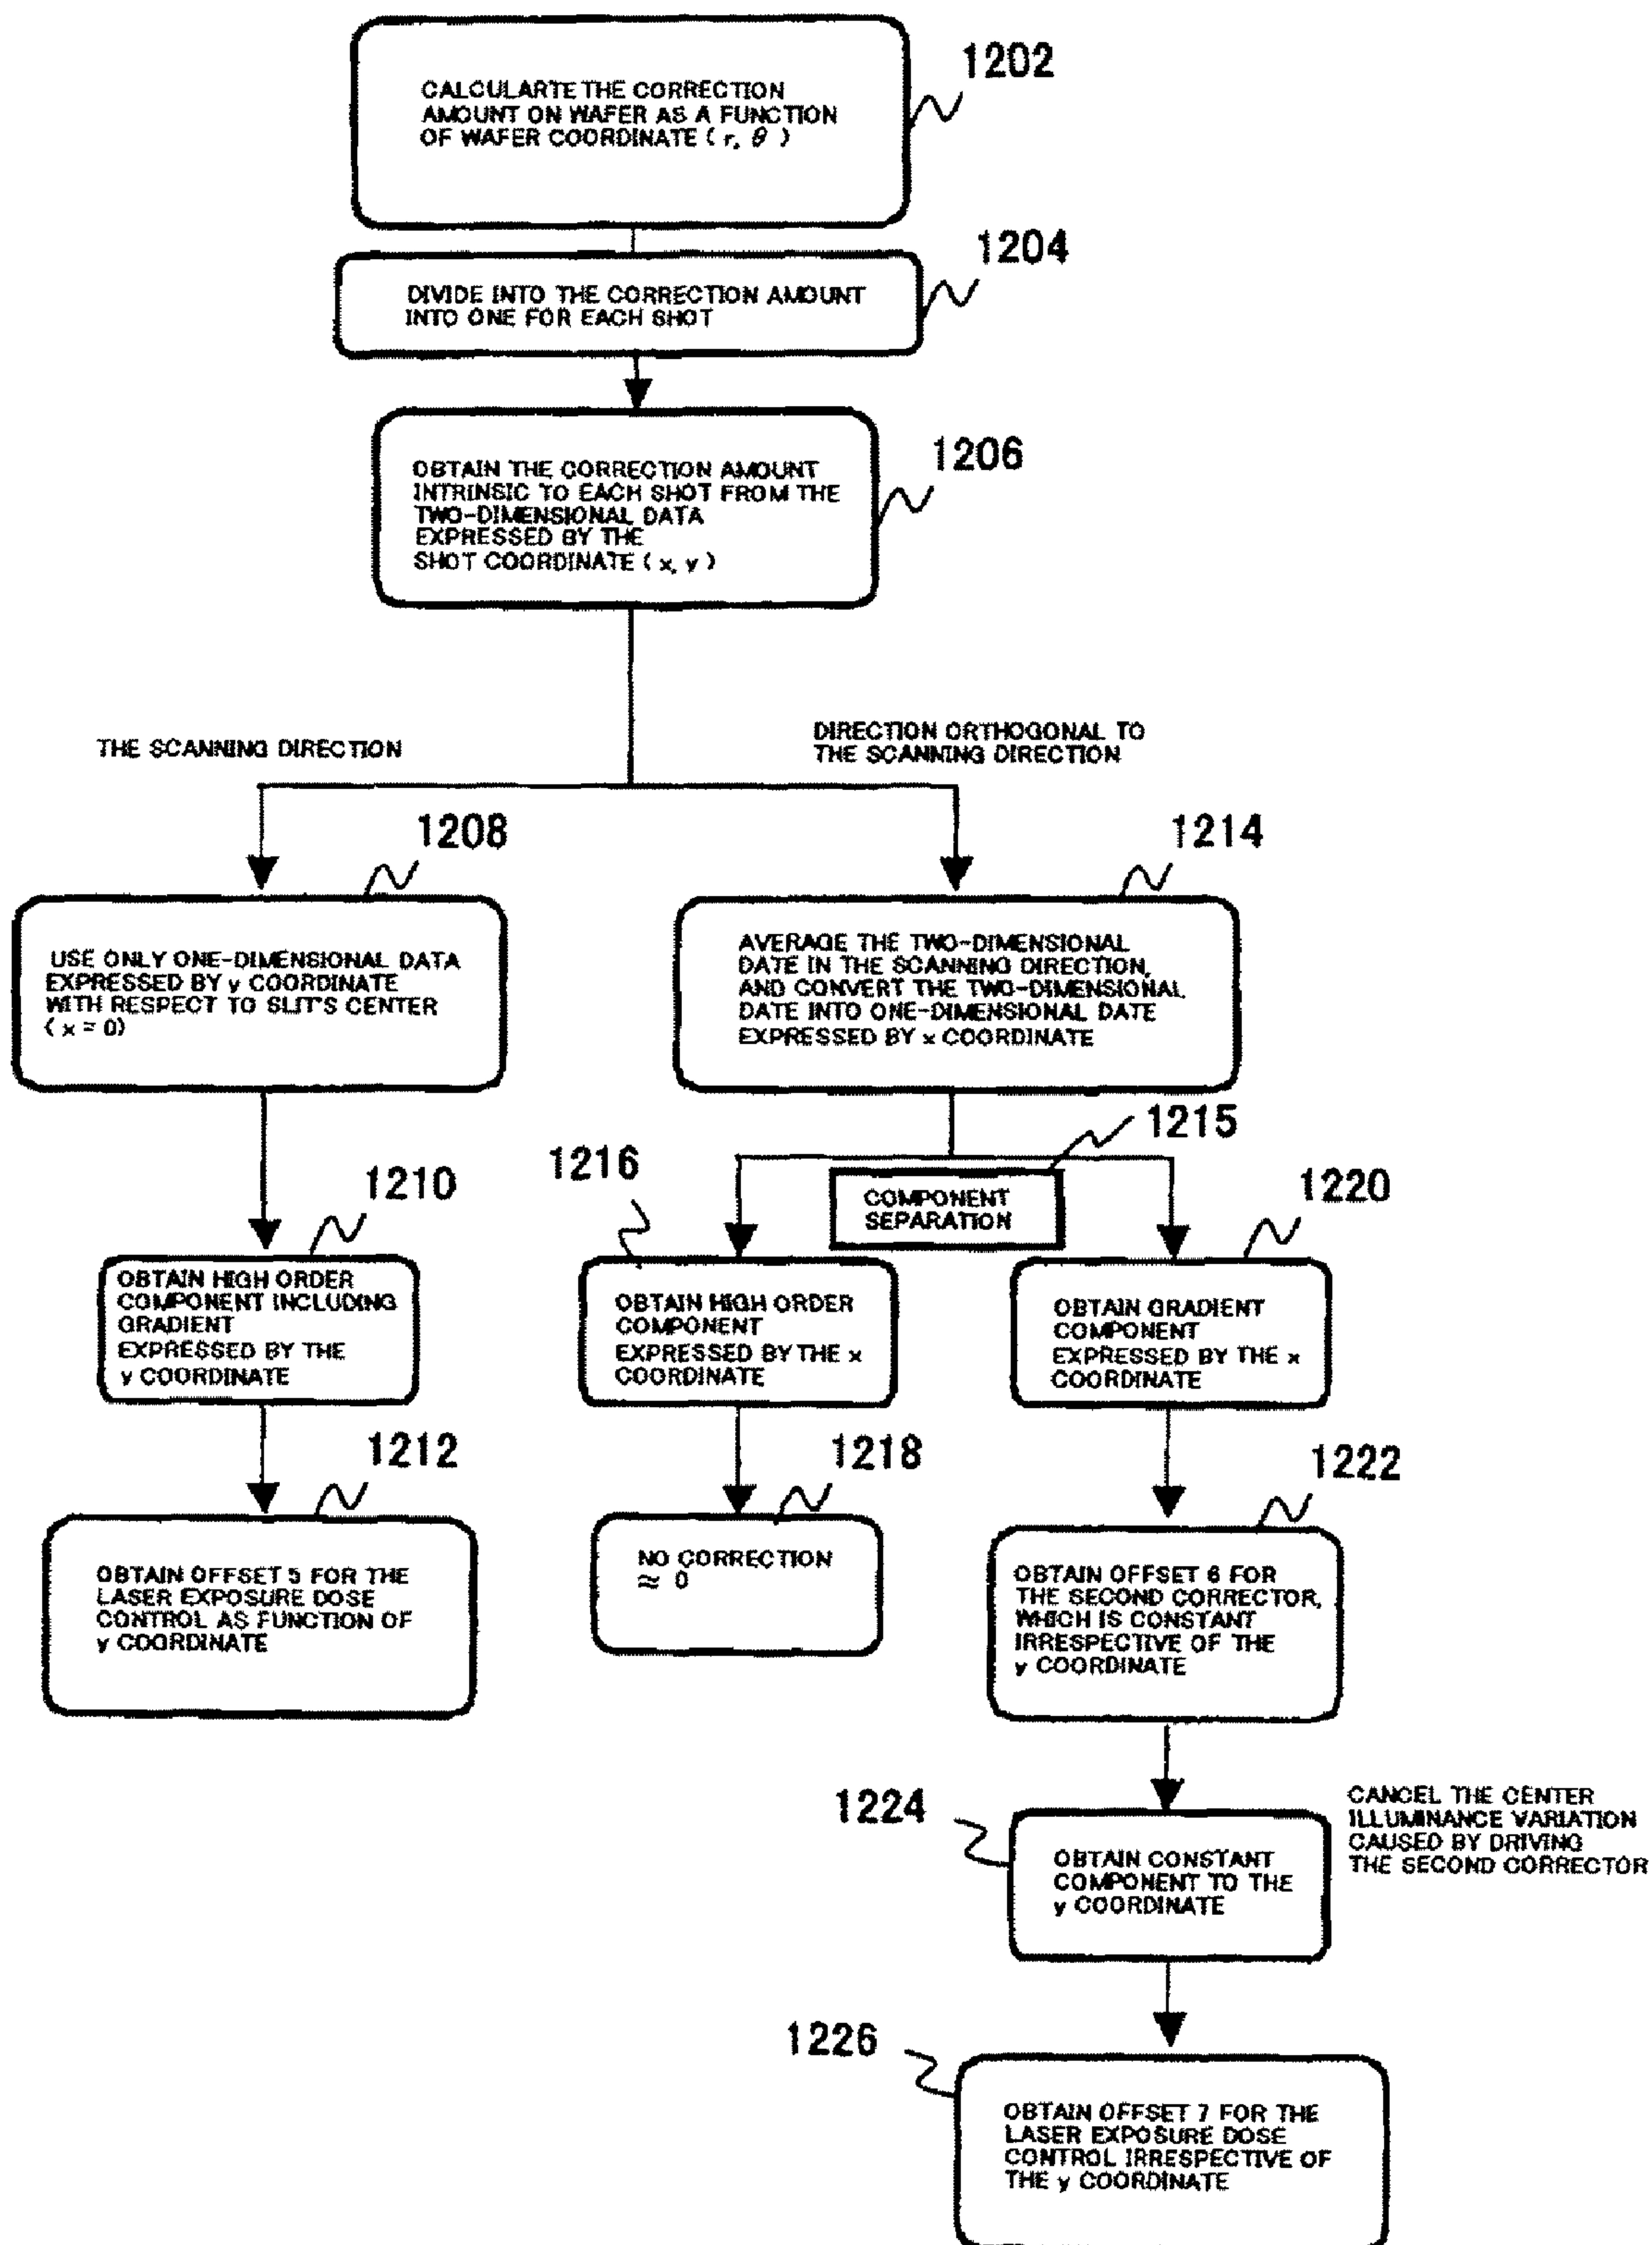 1202
CALCULARTE THE CORRECTION
AMOUNT ON WAFER AS A FUNCTION
OF WAFER COORDINATE ( r, θ )
1204
DIVIDE INTO THE CORRECTION AMOUNT
INTO ONE FOR EACH SHOT
1206
OBTAIN THE CORRECTION AMOUNT
INTRINSIC TO EACH SHOT FROM THE
TWO-DIMENSIONAL DATA
EXPRESSED BY THE
SHOT COORDINATE ( x, y )
THE SCANNING DIRECTION
DIRECTION ORTHOGONAL TO
THE SCANNING DIRECTION
1208
USE ONLY ONE-DIMENSIONAL DATA
EXPRESSED BY y COORDINATE
WITH RESPECT TO SLIT'S CENTER
( x = 0)
1214
AVERAGE THE TWO-DIMENSIONAL
DATE IN THE SCANNING DIRECTION,
AND CONVERT THE TWO-DIMENSIONAL
DATE INTO ONE-DIMENSIONAL DATE
EXPRESSED BY x COORDINATE
1215
COMPONENT
SEPARATION
1210
OBTAIN HIGH ORDER
COMPONENT INCLUDING
GRADIENT
EXPRESSED BY THE
y COORDINATE
1216
OBTAIN HIGH ORDER
COMPONENT
EXPRESSED BY THE x
COORDINATE
1220
OBTAIN GRADIENT
COMPONENT
EXPRESSED BY THE x
COORDINATE
1212
OBTAIN OFFSET 5 FOR THE
LASER EXPOSURE DOSE
CONTROL AS FUNCTION OF
y COORDINATE
1218
NO CORRECTION
≈ 0
1222
OBTAIN OFFSET 6 FOR
THE SECOND CORRECTOR,
WHICH IS CONSTANT
IRRESPECTIVE OF THE
y COORDINATE
1224
OBTAIN CONSTANT
COMPONENT TO THE
y COORDINATE
CANCEL THE CENTER
ILLUMINANCE VARIATION
CAUSED BY DRIVING
THE SECOND CORRECTOR
1226
OBTAIN OFFSET 7 FOR THE
LASER EXPOSURE DOSE
CONTROL IRRESPECTIVE OF
THE y COORDINATE